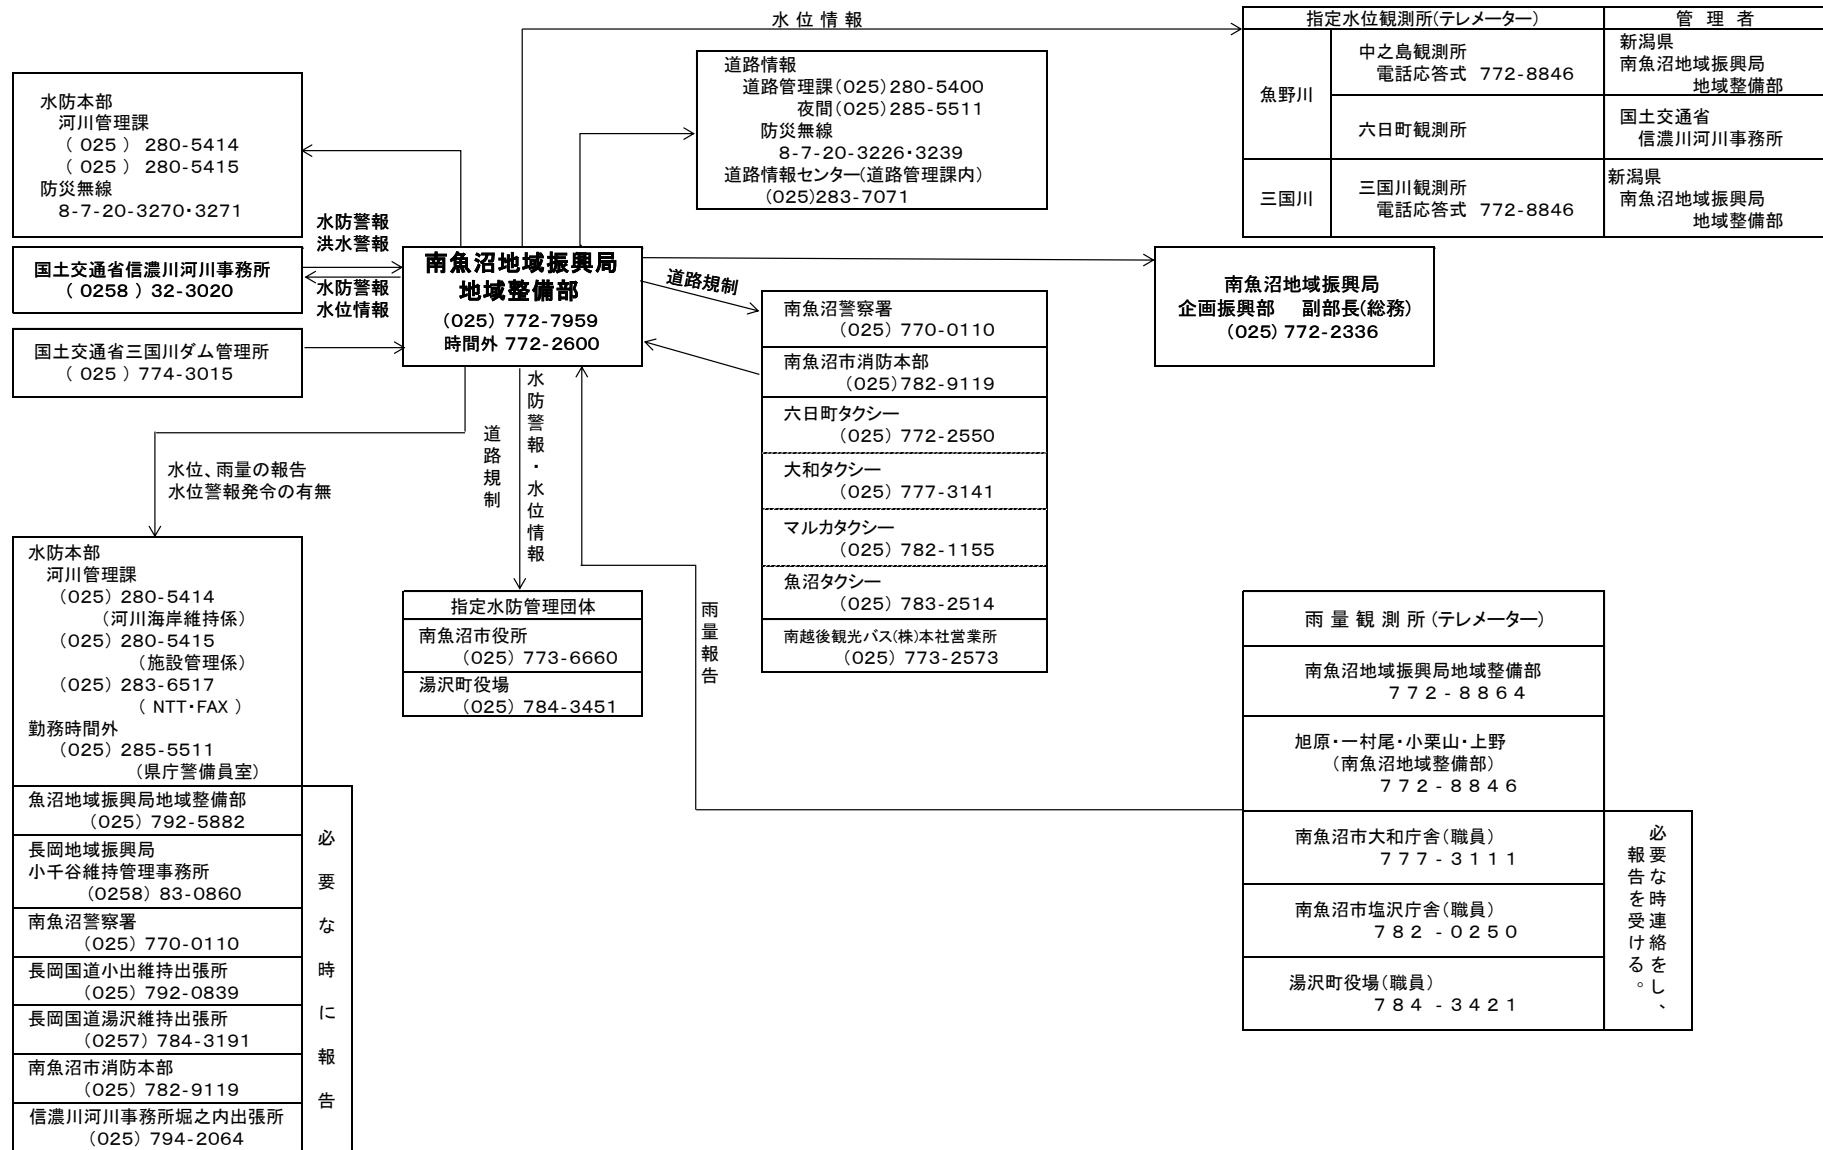 水位情報
指定水位観測所(テレメーター)
管理者
魚野川
中之島観測所
電話応答式 772-8846
新潟県
南魚沼地域振興局
地域整備部
六日町観測所
国土交通省
信濃川河川事務所
三国川
三国川観測所
電話応答式 772-8846
新潟県
南魚沼地域振興局
地域整備部
道路情報
道路管理課(025)280-5400
夜間(025)285-5511
防災無線
8-7-20-3226・3239
道路情報センター(道路管理課内)
(025)283-7071
水防本部
河川管理課
(025) 280-5414
(025) 280-5415
防災無線
8-7-20-3270・3271
水防警報
洪水警報
国土交通省信濃川河川事務所
(0258) 32-3020
水防警報
水位情報
国土交通省三国川ダム管理所
(025) 774-3015
南魚沼地域振興局
地域整備部
(025) 772-7959
時間外 772-2600
道路規制
南魚沼地域振興局
企画振興部 副部長(総務)
(025) 772-2336
南魚沼警察署
(025) 770-0110
南魚沼市消防本部
(025)782-9119
六日町タクシー
(025) 772-2550
大和タクシー
(025) 777-3141
マルカタクシー
(025) 782-1155
魚沼タクシー
(025) 783-2514
南越後観光バス(株)本社営業所
(025) 773-2573
水位、雨量の報告
水位警報発令の有無
道路規制
水防警報・水位情報
指定水防管理団体
南魚沼市役所
(025) 773-6660
湯沢町役場
(025) 784-3451
雨量報告
水防本部
河川管理課
(025) 280-5414
(河川海岸維持係)
(025) 280-5415
(施設管理係)
(025) 283-6517
(NTT・FAX)
勤務時間外
(025) 285-5511
(県庁警備員室)
魚沼地域振興局地域整備部
(025) 792-5882
長岡地域振興局
小千谷維持管理事務所
(0258) 83-0860
南魚沼警察署
(025) 770-0110
長岡国道小出維持出張所
(025) 792-0839
長岡国道湯沢維持出張所
(0257) 784-3191
南魚沼市消防本部
(025) 782-9119
信濃川河川事務所堀之内出張所
(025) 794-2064
必要な時に報告
雨量観測所(テレメーター)
南魚沼地域振興局地域整備部
772-8864
旭原・一村尾・小栗山・上野
(南魚沼地域整備部)
772-8846
南魚沼市大和庁舎(職員)
777-3111
南魚沼市塩沢庁舎(職員)
782-0250
湯沢町役場(職員)
784-3421
必要な時連絡をし、
報告を受ける。